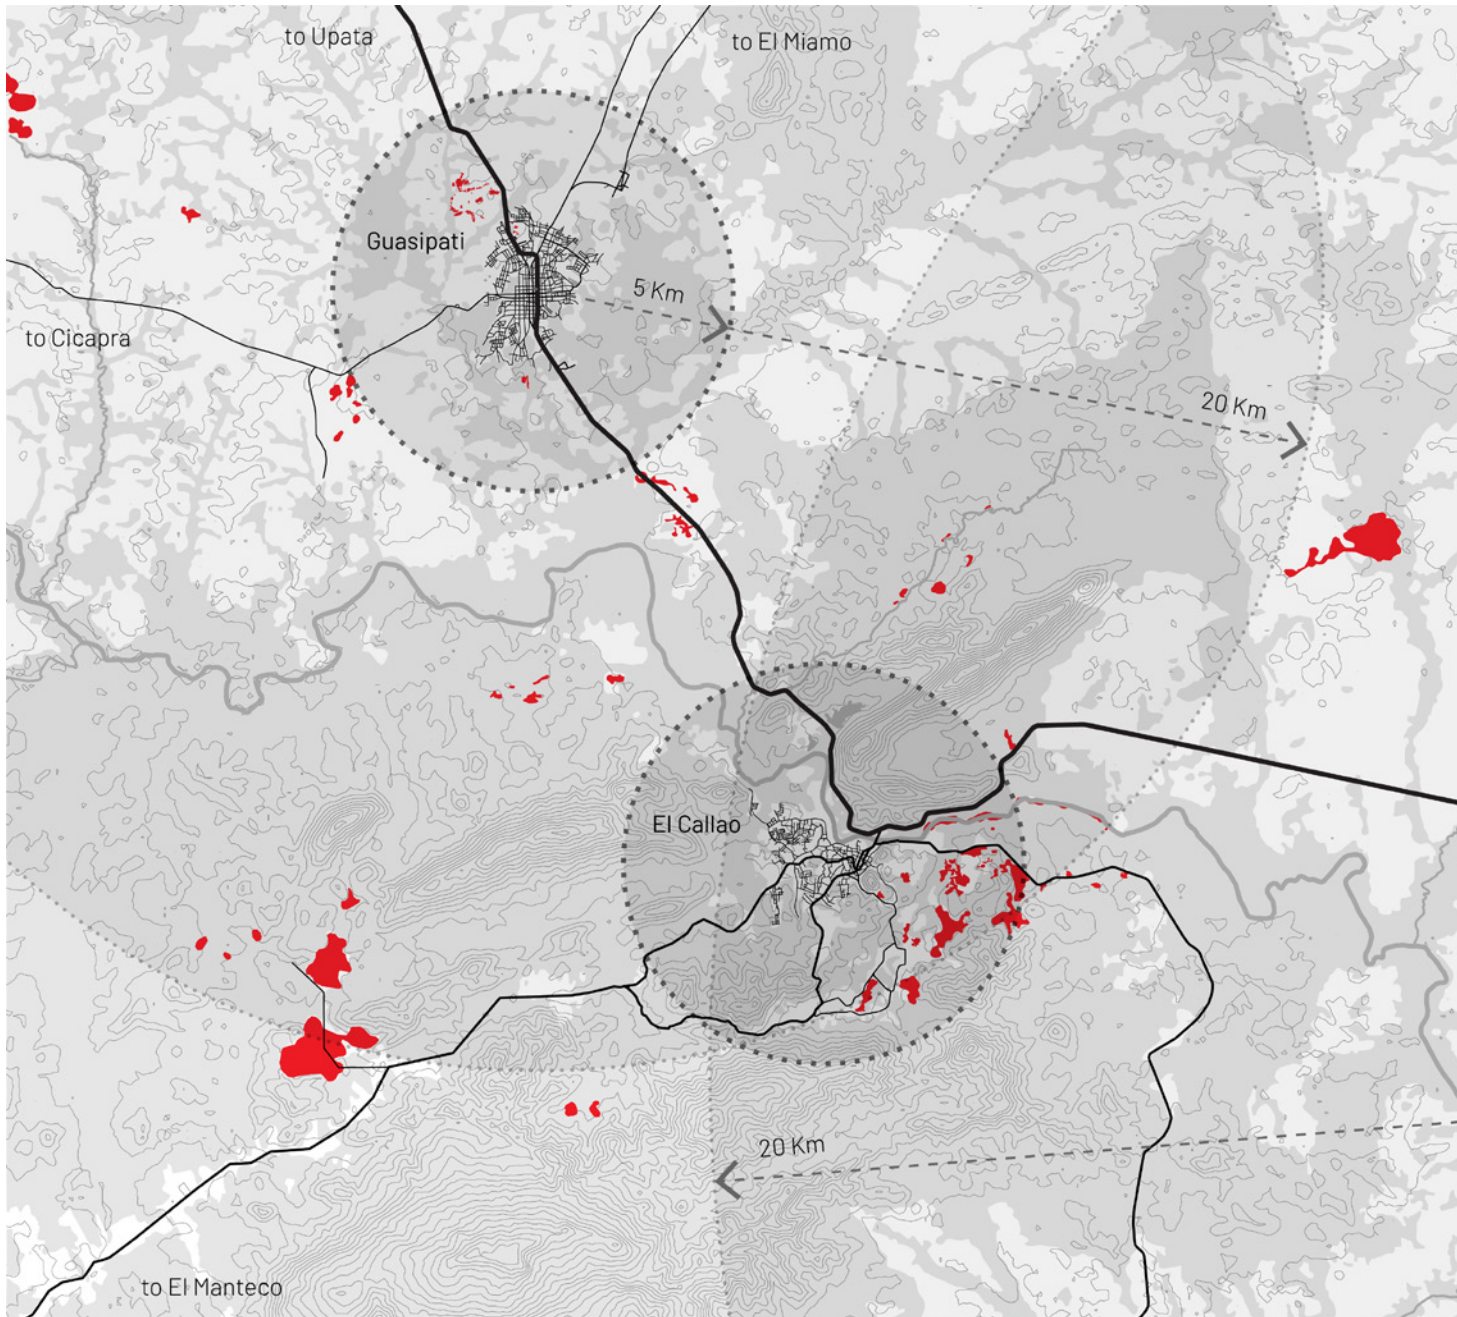 to Upata
to El Miamo
Guasipati
5 Km
to Cicapra
20 Km
El Callao
20 Km
to El Manteco